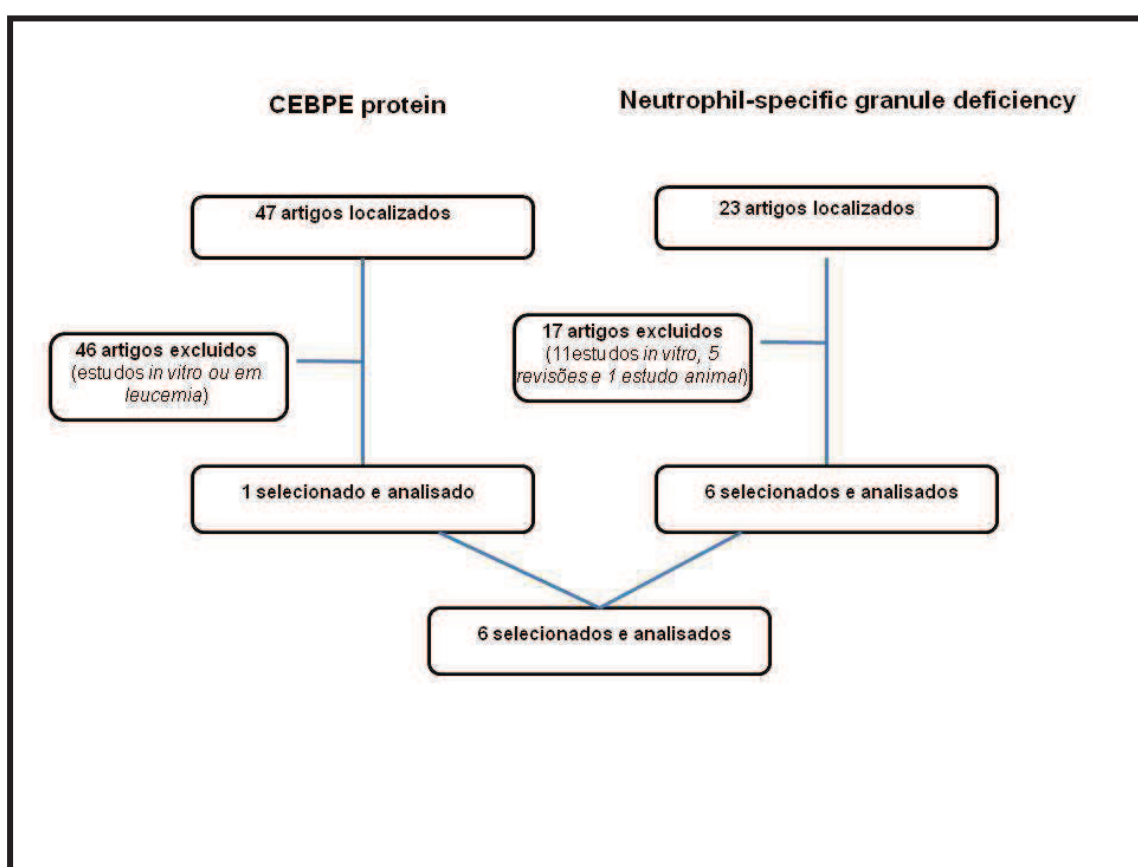 CEBPE protein
Neutrophil-specific granule deficiency
47 artigos localizados
23 artigos localizados
46 artigos excluidos
(estudos in vitro ou em
leucemia)
17 artigos excluidos
(11estudos in vitro, 5
revisões e 1 estudo animal)
1 selecionado e analisado
6 selecionados e analisados
6 selecionados e analisados